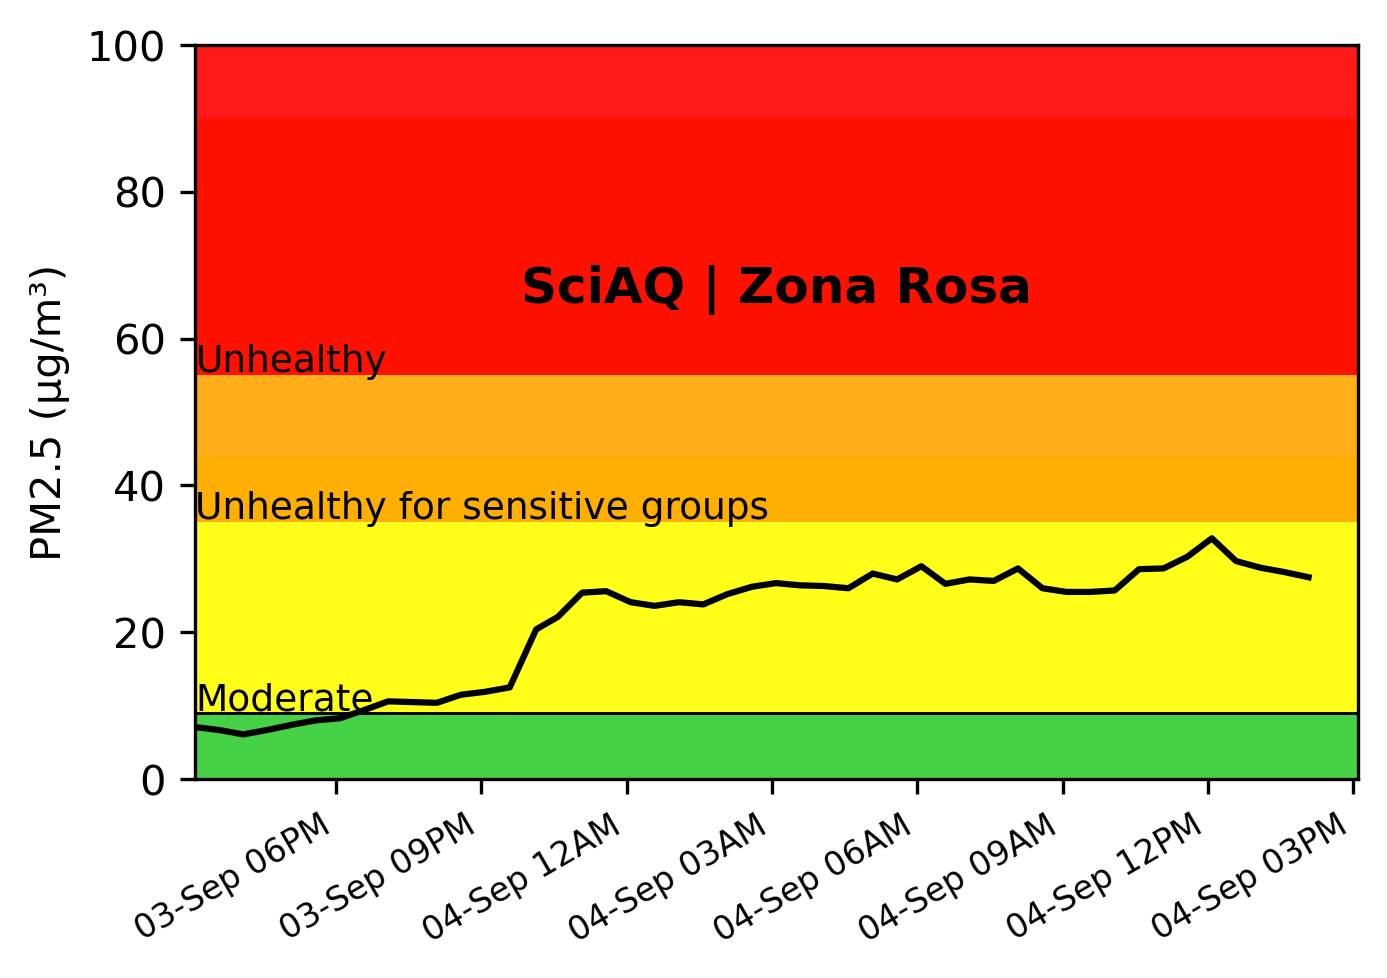 100
80
60
40
20
0
PM2.5 (µg/m³)
SciAQ | Zona Rosa
Unhealthy
Unhealthy for sensitive groups
Moderate
03-Sep 06PM
03-Sep 09PM
04-Sep 12AM
04-Sep 03AM
04-Sep 06AM
04-Sep 09AM
04-Sep 12PM
04-Sep 03PM